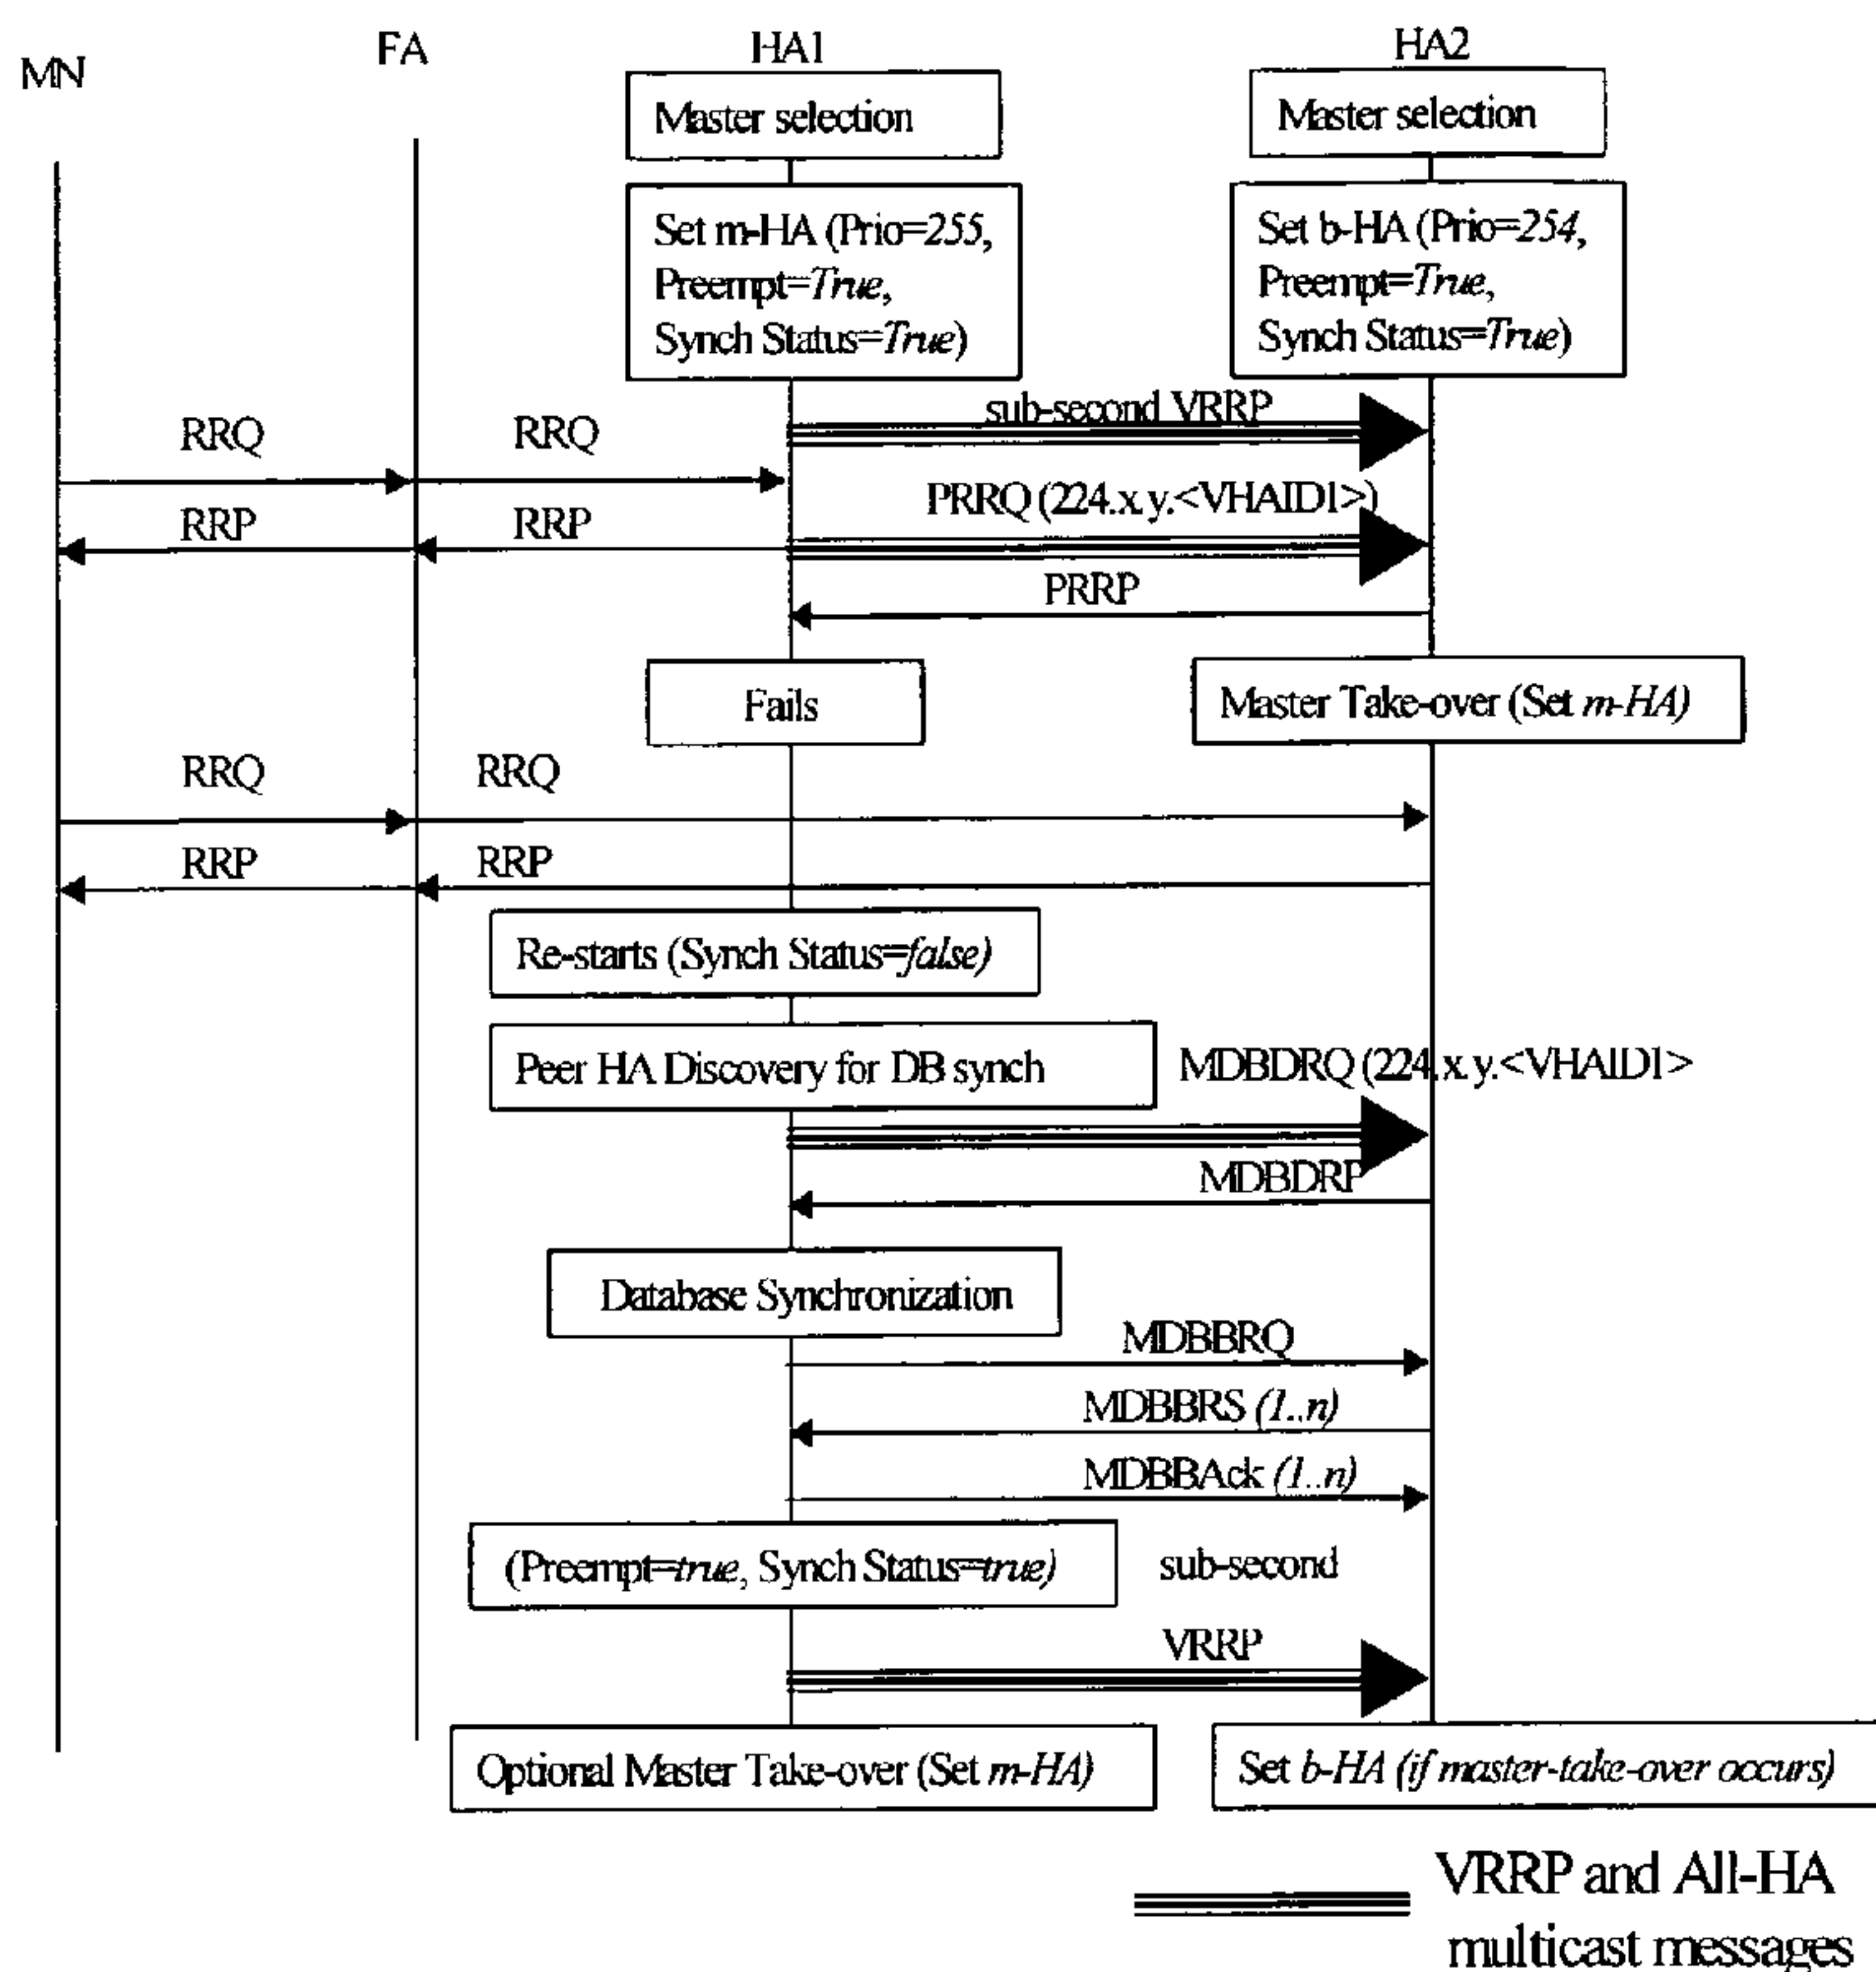 MN
FA
HA1
HA2
Master selection
Master selection
Set m-HA (Prio=255,
Preempt=True,
Synch Status=True)
Set b-HA (Prio=254,
Preempt=True,
Synch Status=True)
sub-second VRRP
RRQ
RRQ
PRRQ (224.x.y.<VHAID1>)
RRP
RRP
PRRP
Fails
Master Take-over (Set m-HA)
RRQ
RRQ
RRP
RRP
Re-starts (Synch Status=false)
Peer HA Discovery for DB synch
MDBDRQ (224.x.y.<VHAID1>
MDBDRP
Database Synchronization
MDBBRQ
MDBBRS (1..n)
MDBBAck (1..n)
(Preempt=true, Synch Status=true)
sub-second
VRRP
Optional Master Take-over (Set m-HA)
Set b-HA (if master-take-over occurs)
VRRP and All-HA
multicast messages